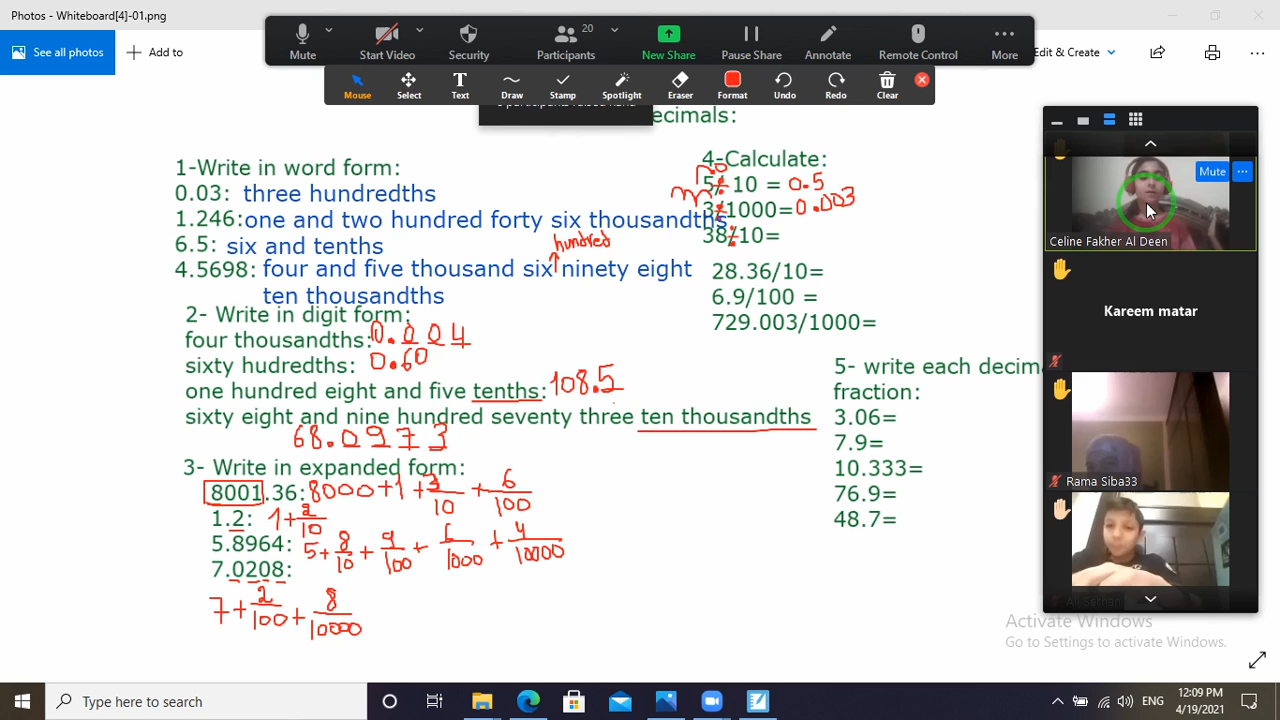 Photos - Whiteboard[4]-01.png
See all photos
Add to
Edit & Create
Mute
Start Video
Security
20
Participants
New Share
Pause Share
Annotate
Remote Control
More
Mouse
Select
Text
Draw
Stamp
Spotlight
Eraser
Format
Undo
Redo
Clear
ecimals:
1-Write in word form:
0.03: three hundredths
1.246: one and two hundred forty six thousandths
6.5: six and tenths
hundred
4.5698: four and five thousand six ninety eight
ten thousandths
2- Write in digit form:
four thousandths: 0.004
sixty hudredths: 0.60
one hundred eight and five tenths: 108.5
sixty eight and nine hundred seventy three ten thousandths
68.0973
3- Write in expanded form:
8001.36: 8000+1+3/10+6/100
1.2: 1+2/10
5.8964: 5+8/10+9/100+6/1000+4/10000
7.0208:
7+2/100+8/10000
4-Calculate:
5/10 = 0.5
3/1000= 0.003
38/10=
28.36/10=
6.9/100 =
729.003/1000=
5- write each decima
fraction:
3.06=
7.9=
10.333=
76.9=
48.7=
Mute
Celine Fakher Al Deen
Kareem matar
Rama Siba33
Activate Windows
Go to Settings to activate Windows.
Type here to search
ENG
12:09 PM
4/19/2021